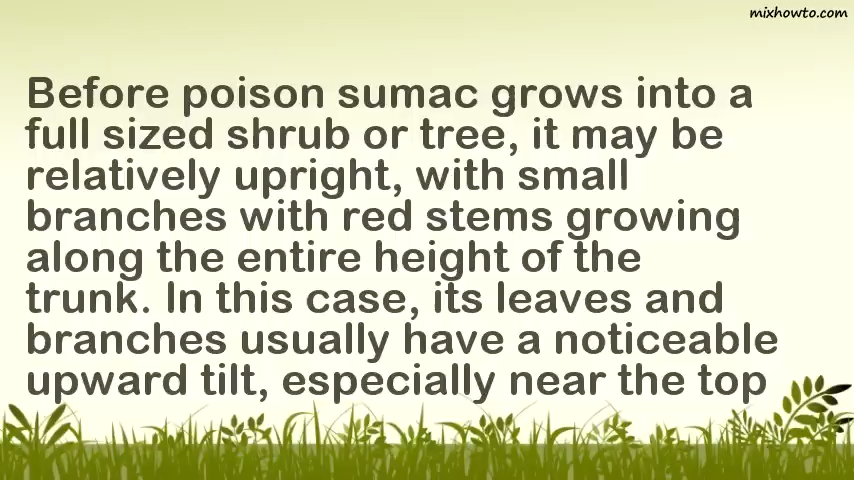 mixhowto.com
Before poison sumac grows into a
full sized shrub or tree, it may be
relatively upright, with small
branches with red stems growing
along the entire height of the
trunk. In this case, its leaves and
branches usually have a noticeable
upward tilt, especially near the top